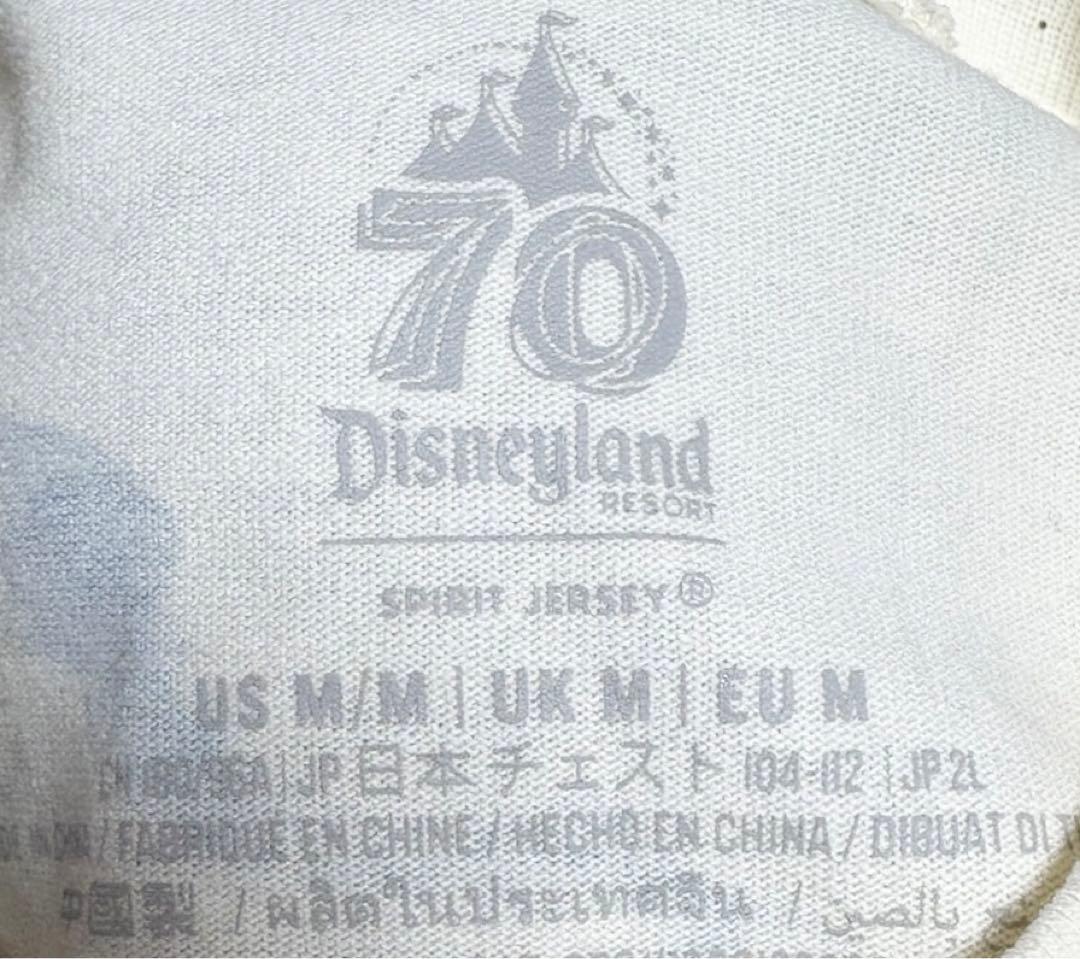 70
Disneyland
RESORT
SPIRIT JERSEY®
US M/M | UK M | EU M
JP 日本チェスト 104-112 | JP 2L
/ FABRIQUÉ EN CHINE / HECHO EN CHINA / DIBUAT DI
國製 / ผลิตในประเทศจีน / بالصين